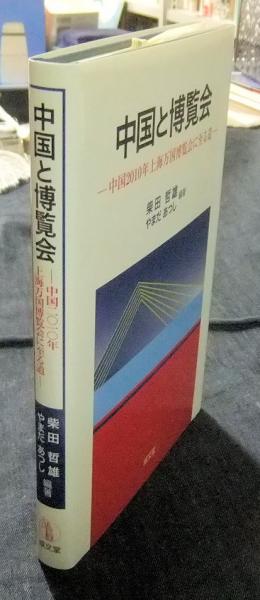 中国と博覧会
―中国2010年上海万国博覧会に至る道―
柴田 哲雄
やまだ あつし
編著
成文堂
中国と博覧会
―中国二〇一〇年
上海万国博覧会に至る道―
柴田 哲雄
やまだ あつし
編著
成文堂